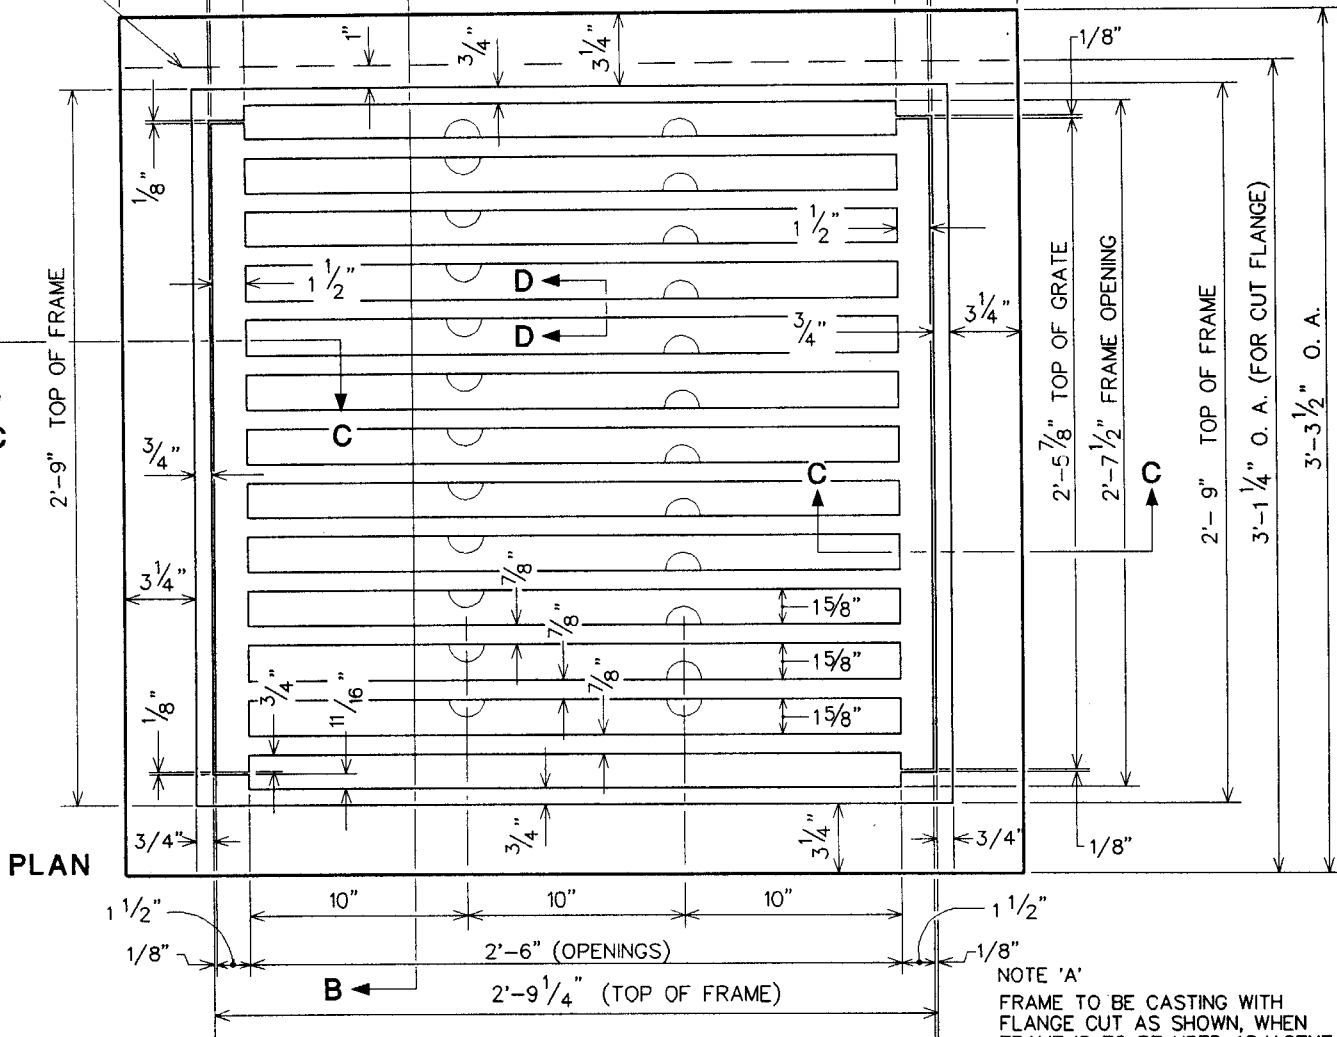 1"
3/4"
3 1/4"
1/8"
1/8"
1 1/2"
1 1/2"
D
D
3/4"
3 1/4"
2'-9" TOP OF FRAME
2'-5 7/8" TOP OF GRATE
2'-7 1/2" FRAME OPENING
2'- 9" TOP OF FRAME
3'-1 1/4" O. A. (FOR CUT FLANGE)
3'-3 1/2" O. A.
C
3/4"
C
C
3 1/4"
7/8"
7/8"
7/8"
15/8"
15/8"
15/8"
1/8"
3/4"
11/16"
3/4"
3/4"
3 1/4"
3/4"
1/8"
PLAN
10"
10"
10"
1 1/2"
1 1/2"
1/8"
2'-6" (OPENINGS)
1/8"
B
2'-9 1/4" (TOP OF FRAME)
NOTE 'A'
FRAME TO BE CASTING WITH
FLANGE CUT AS SHOWN, WHEN